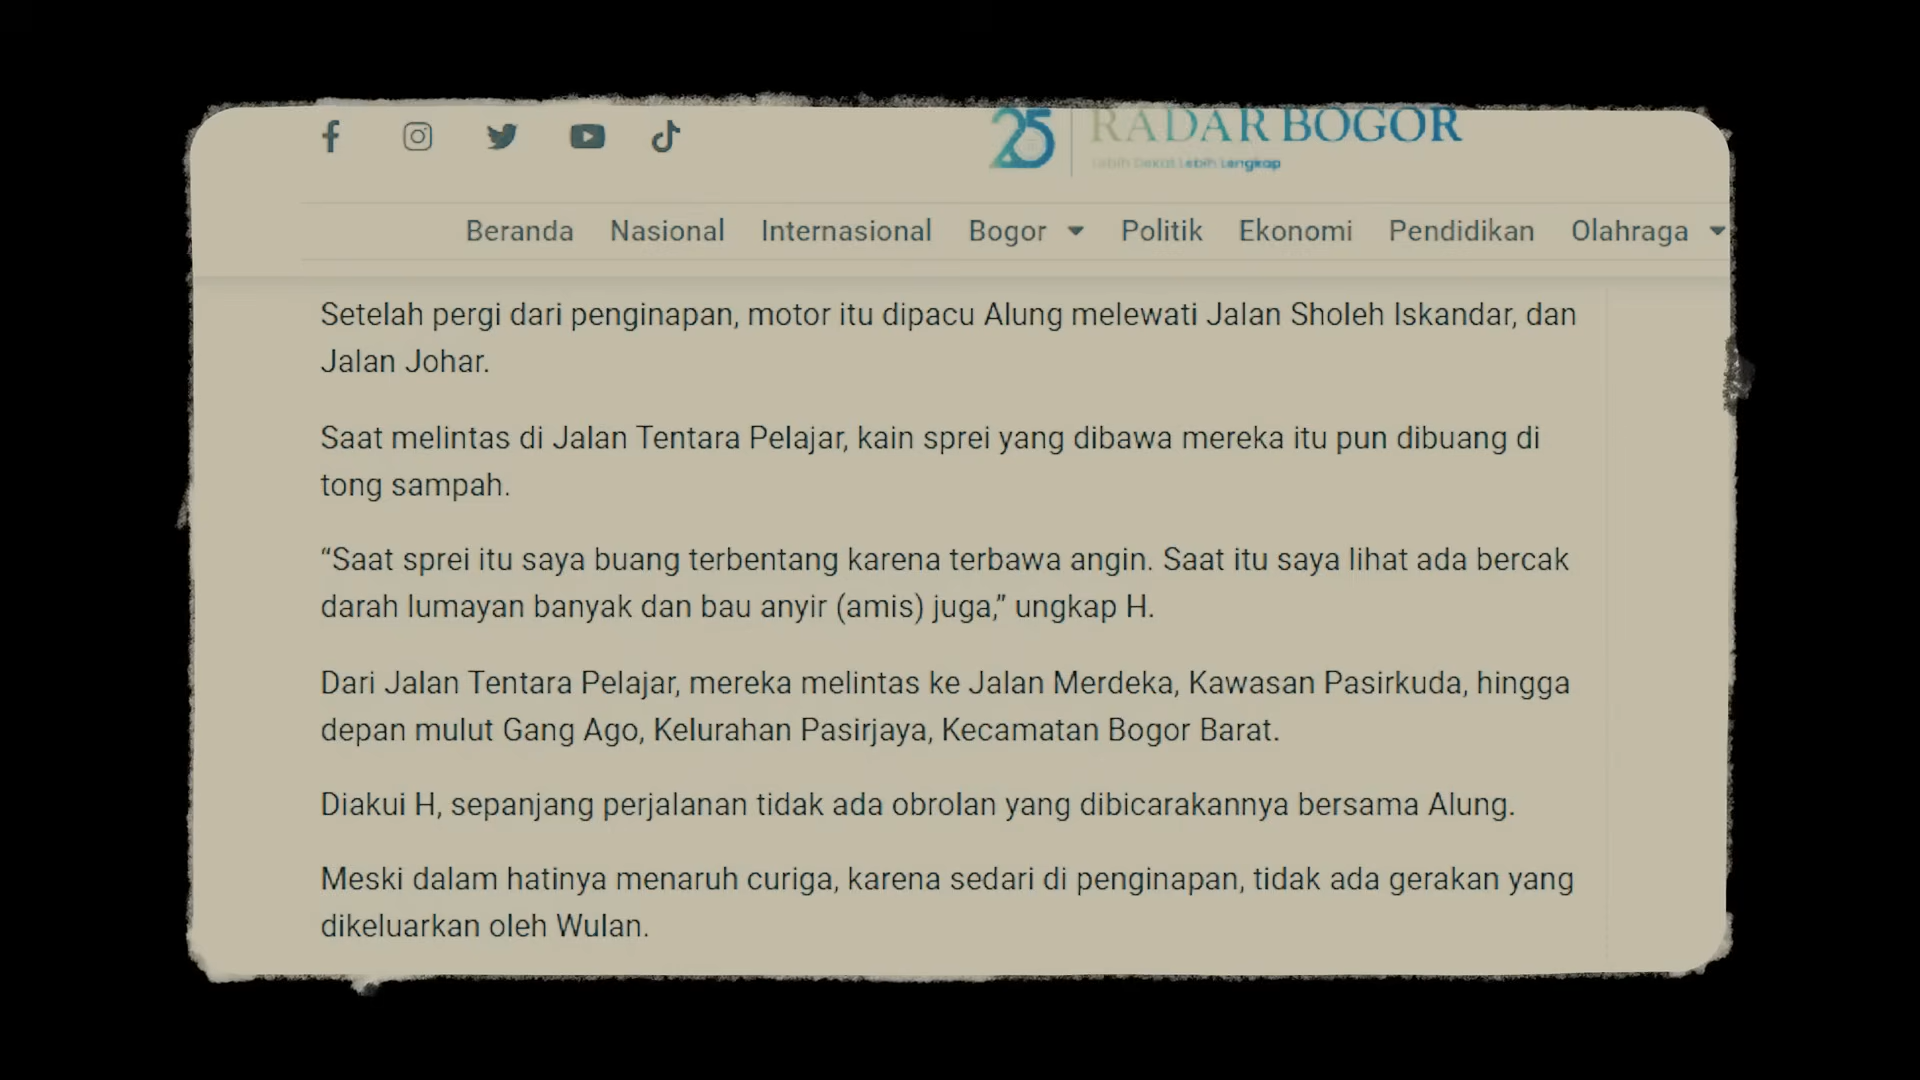 25 RADAR BOGOR
Lebih Dekat Lebih Lengkap
Beranda Nasional Internasional Bogor Politik Ekonomi Pendidikan Olahraga
Setelah pergi dari penginapan, motor itu dipacu Alung melewati Jalan Sholeh Iskandar, dan
Jalan Johar.
Saat melintas di Jalan Tentara Pelajar, kain sprei yang dibawa mereka itu pun dibuang di
tong sampah.
“Saat sprei itu saya buang terbentang karena terbawa angin. Saat itu saya lihat ada bercak
darah lumayan banyak dan bau anyir (amis) juga,” ungkap H.
Dari Jalan Tentara Pelajar, mereka melintas ke Jalan Merdeka, Kawasan Pasirkuda, hingga
depan mulut Gang Ago, Kelurahan Pasirjaya, Kecamatan Bogor Barat.
Diakui H, sepanjang perjalanan tidak ada obrolan yang dibicarakannya bersama Alung.
Meski dalam hatinya menaruh curiga, karena sedari di penginapan, tidak ada gerakan yang
dikeluarkan oleh Wulan.